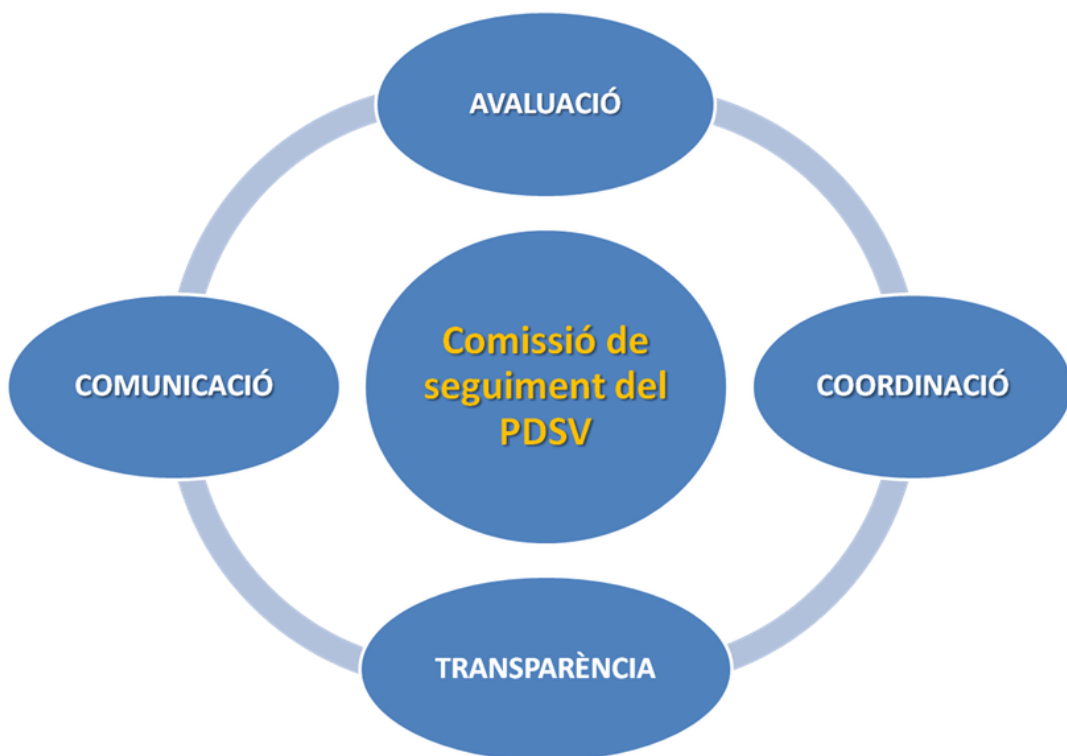 AVALUACIÓ
COMUNICACIÓ
Comissió de
seguiment del
PDSV
COORDINACIÓ
TRANSPARÈNCIA